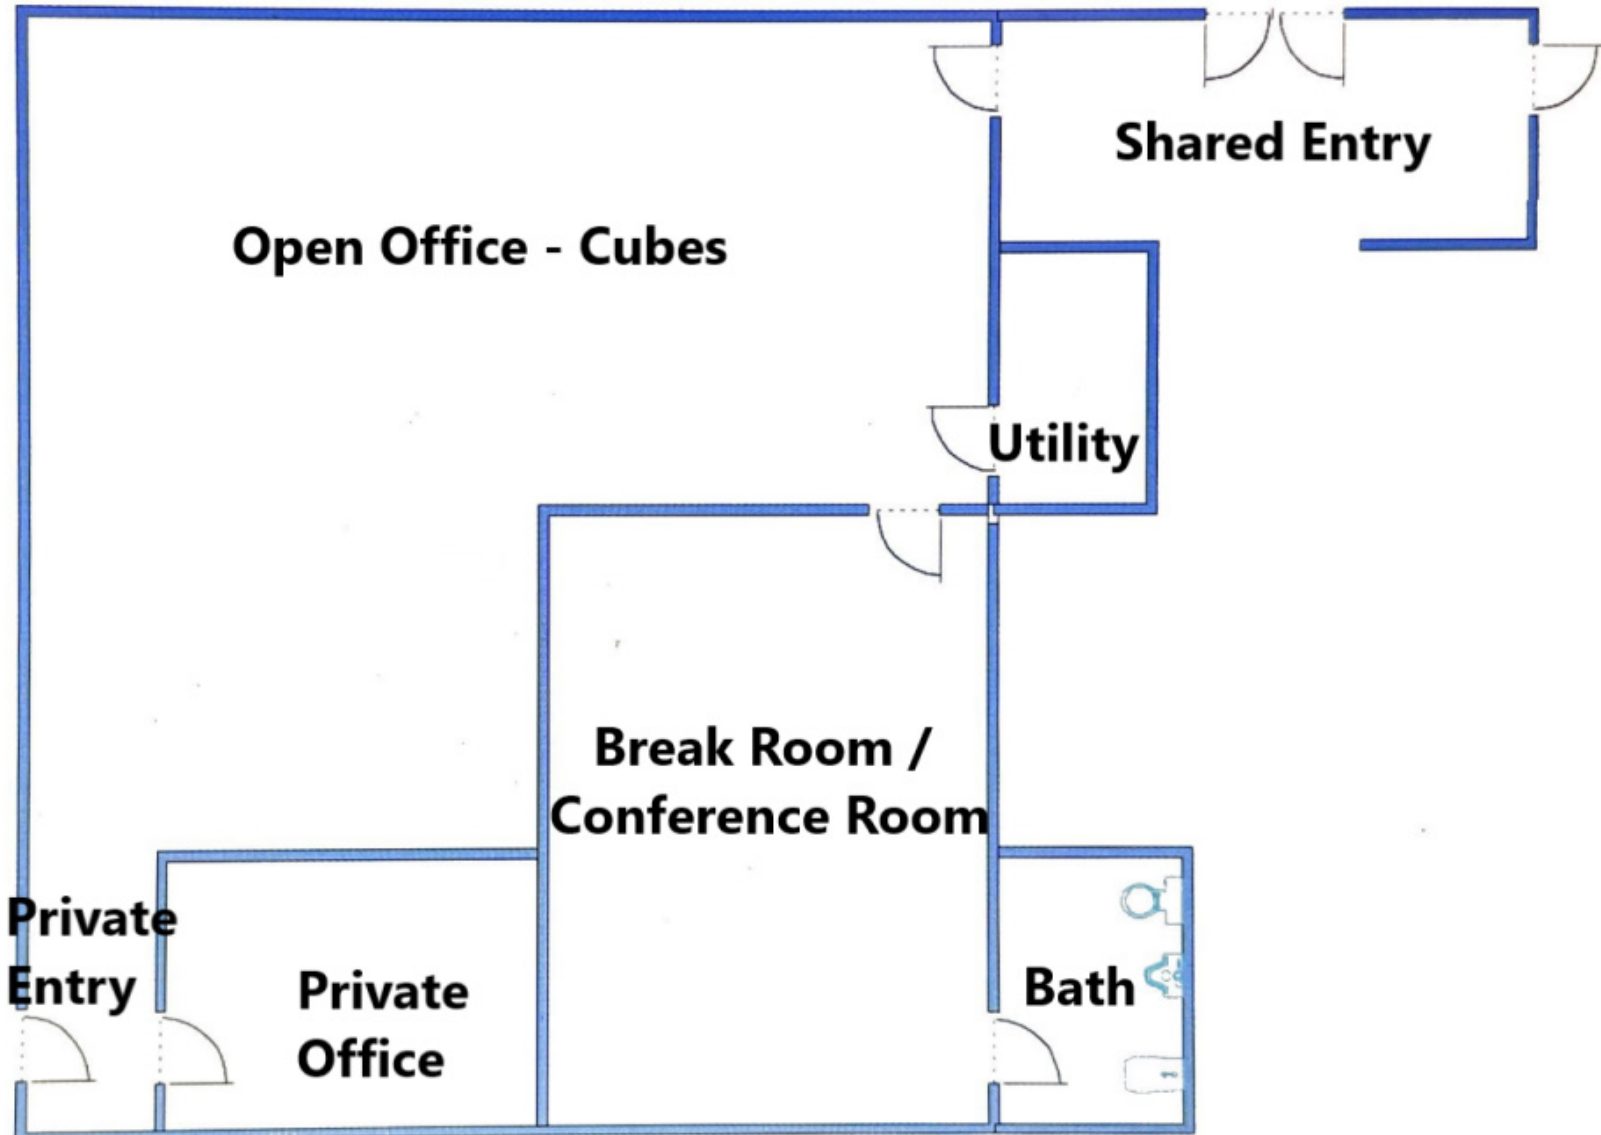 Shared Entry
Open Office - Cubes
Utility
Break Room /
Conference Room
Private
Entry
Private
Office
Bath